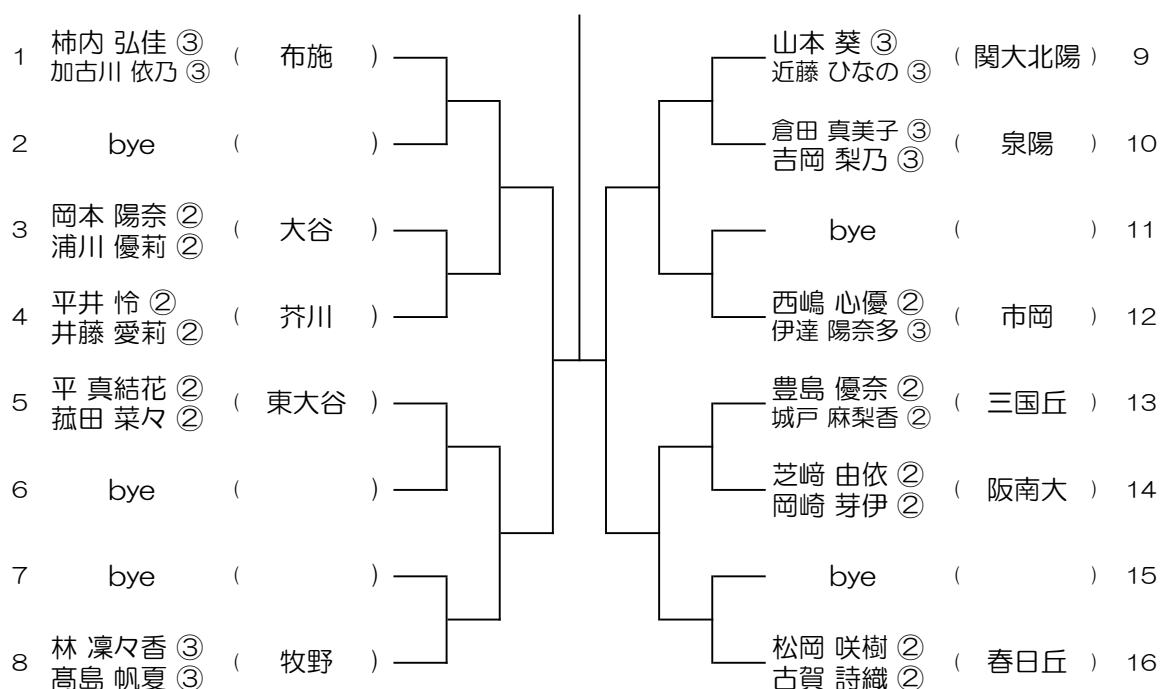 1 柿内 弘佳 ③ ( 布施 )
加古川 依乃 ③
2 bye ( )
3 岡本 陽奈 ② ( 大谷 )
浦川 優莉 ②
4 平井 怜 ② ( 芥川 )
井藤 愛莉 ②
5 平 真結花 ② ( 東大谷 )
菰田 菜々 ②
6 bye ( )
7 bye ( )
8 林 凜々香 ③ ( 牧野 )
髙島 帆夏 ③
山本 葵 ③ ( 関大北陽 ) 9
近藤 ひなの ③
倉田 真美子 ③ ( 泉陽 ) 10
吉岡 梨乃 ③
bye ( ) 11
西嶋 心優 ② ( 市岡 ) 12
伊達 陽奈多 ③
豊島 優奈 ② ( 三国丘 ) 13
城戸 麻梨香 ②
芝﨑 由依 ② ( 阪南大 ) 14
岡崎 芽伊 ②
bye ( ) 15
松岡 咲樹 ② ( 春日丘 ) 16
古賀 詩織 ②